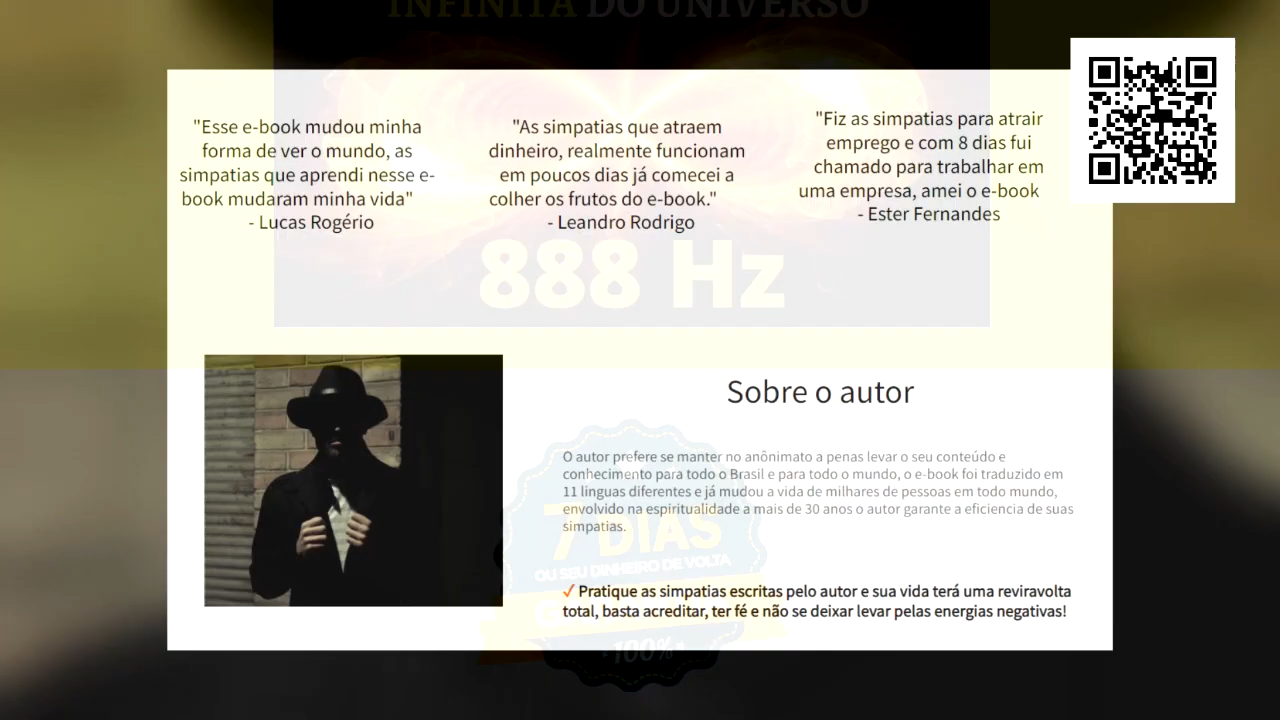 INFINITA DO UNIVERSO
"Esse e-book mudou minha
forma de ver o mundo, as
simpatias que aprendi nesse e-
book mudaram minha vida"
- Lucas Rogério
"As simpatias que atraem
dinheiro, realmente funcionam
em poucos dias já comecei a
colher os frutos do e-book."
- Leandro Rodrigo
"Fiz as simpatias para atrair
emprego e com 8 dias fui
chamado para trabalhar em
uma empresa, amei o e-book
- Ester Fernandes
888 Hz
Sobre o autor
O autor prefere se manter no anônimato a penas levar o seu conteúdo e
conhecimento para todo o Brasil e para todo o mundo, o e-book foi traduzido em
11 linguas diferentes e já mudou a vida de milhares de pessoas em todo mundo,
envolvido na espiritualidade a mais de 30 anos o autor garante a eficiencia de suas
simpatias.
7 DIAS
OU SEU DINHEIRO DE VOLTA
✓ Pratique as simpatias escritas pelo autor e sua vida terá uma reviravolta
total, basta acreditar, ter fé e não se deixar levar pelas energias negativas!
100%